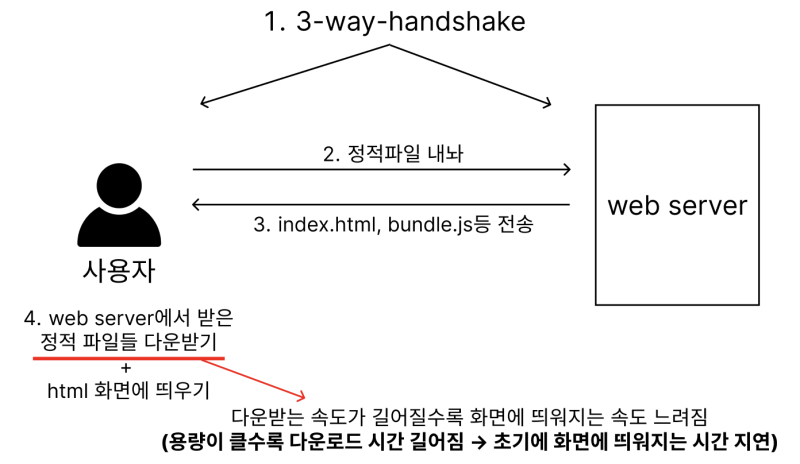 1. 3-way-handshake
2. 정적파일 내놔
3. index.html, bundle.js등 전송
web server
사용자
4. web server에서 받은
정적 파일들 다운받기
+
html 화면에 띄우기
다운받는 속도가 길어질수록 화면에 띄워지는 속도 느려짐
(용량이 클수록 다운로드 시간 길어짐 → 초기에 화면에 띄워지는 시간 지연)